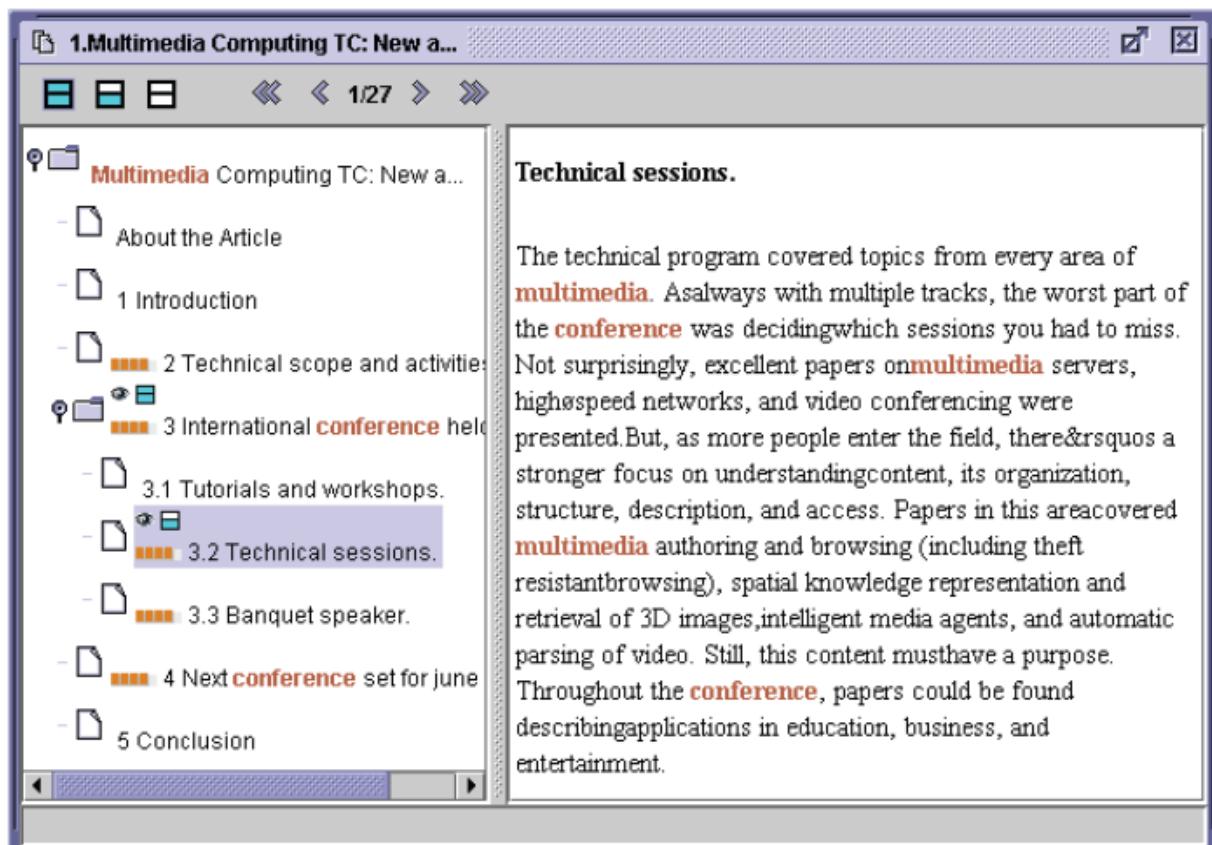 1.Multimedia Computing TC: New a...
1/27
Multimedia Computing TC: New a...
About the Article
1 Introduction
2 Technical scope and activities
3 International conference held
3.1 Tutorials and workshops.
3.2 Technical sessions.
3.3 Banquet speaker.
4 Next conference set for june
5 Conclusion
Technical sessions.
The technical program covered topics from every area of
multimedia. Asalways with multiple tracks, the worst part of
the conference was decidingwhich sessions you had to miss.
Not surprisingly, excellent papers onmultimedia servers,
highøspeed networks, and video conferencing were
presented.But, as more people enter the field, there&rsquos a
stronger focus on understandingcontent, its organization,
structure, description, and access. Papers in this areacovered
multimedia authoring and browsing (including theft
resistantbrowsing), spatial knowledge representation and
retrieval of 3D images,intelligent media agents, and automatic
parsing of video. Still, this content musthave a purpose.
Throughout the conference, papers could be found
describingapplications in education, business, and
entertainment.